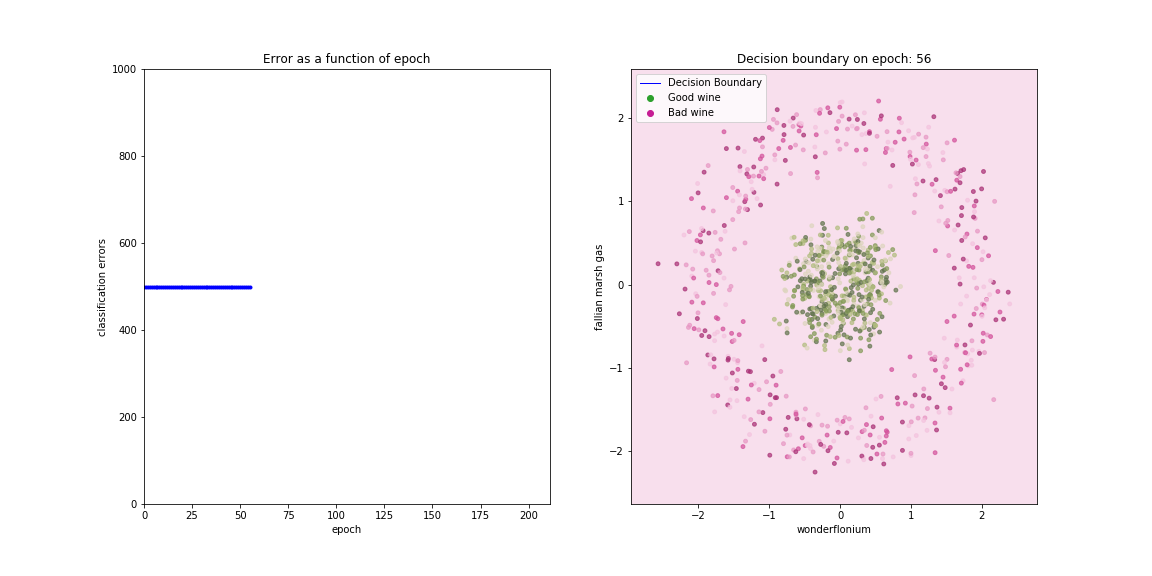 Error as a function of epoch
1000
800
600
400
200
0
classification errors
0 25 50 75 100 125 150 175 200
epoch
Decision boundary on epoch: 56
Decision Boundary
Good wine
Bad wine
2
1
0
−1
−2
fallian marsh gas
−2 −1 0 1 2
wonderflonium